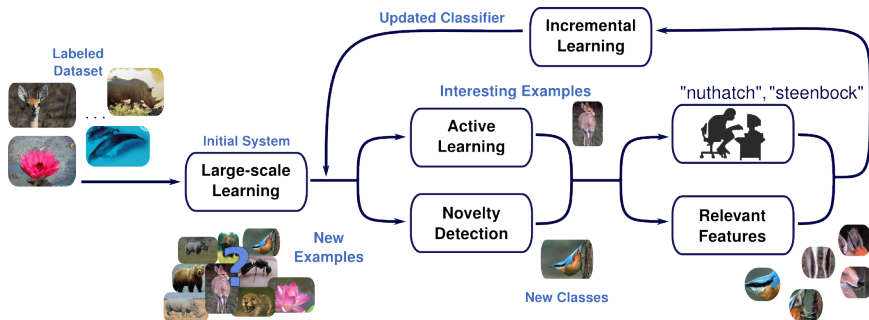 Updated Classifier
Incremental
Learning
Labeled
Dataset
. . .
Interesting Examples
"nuthatch","steenbock"
Initial System
Large-scale
Learning
Active
Learning
Novelty
Detection
Relevant
Features
New
Examples
?
New Classes